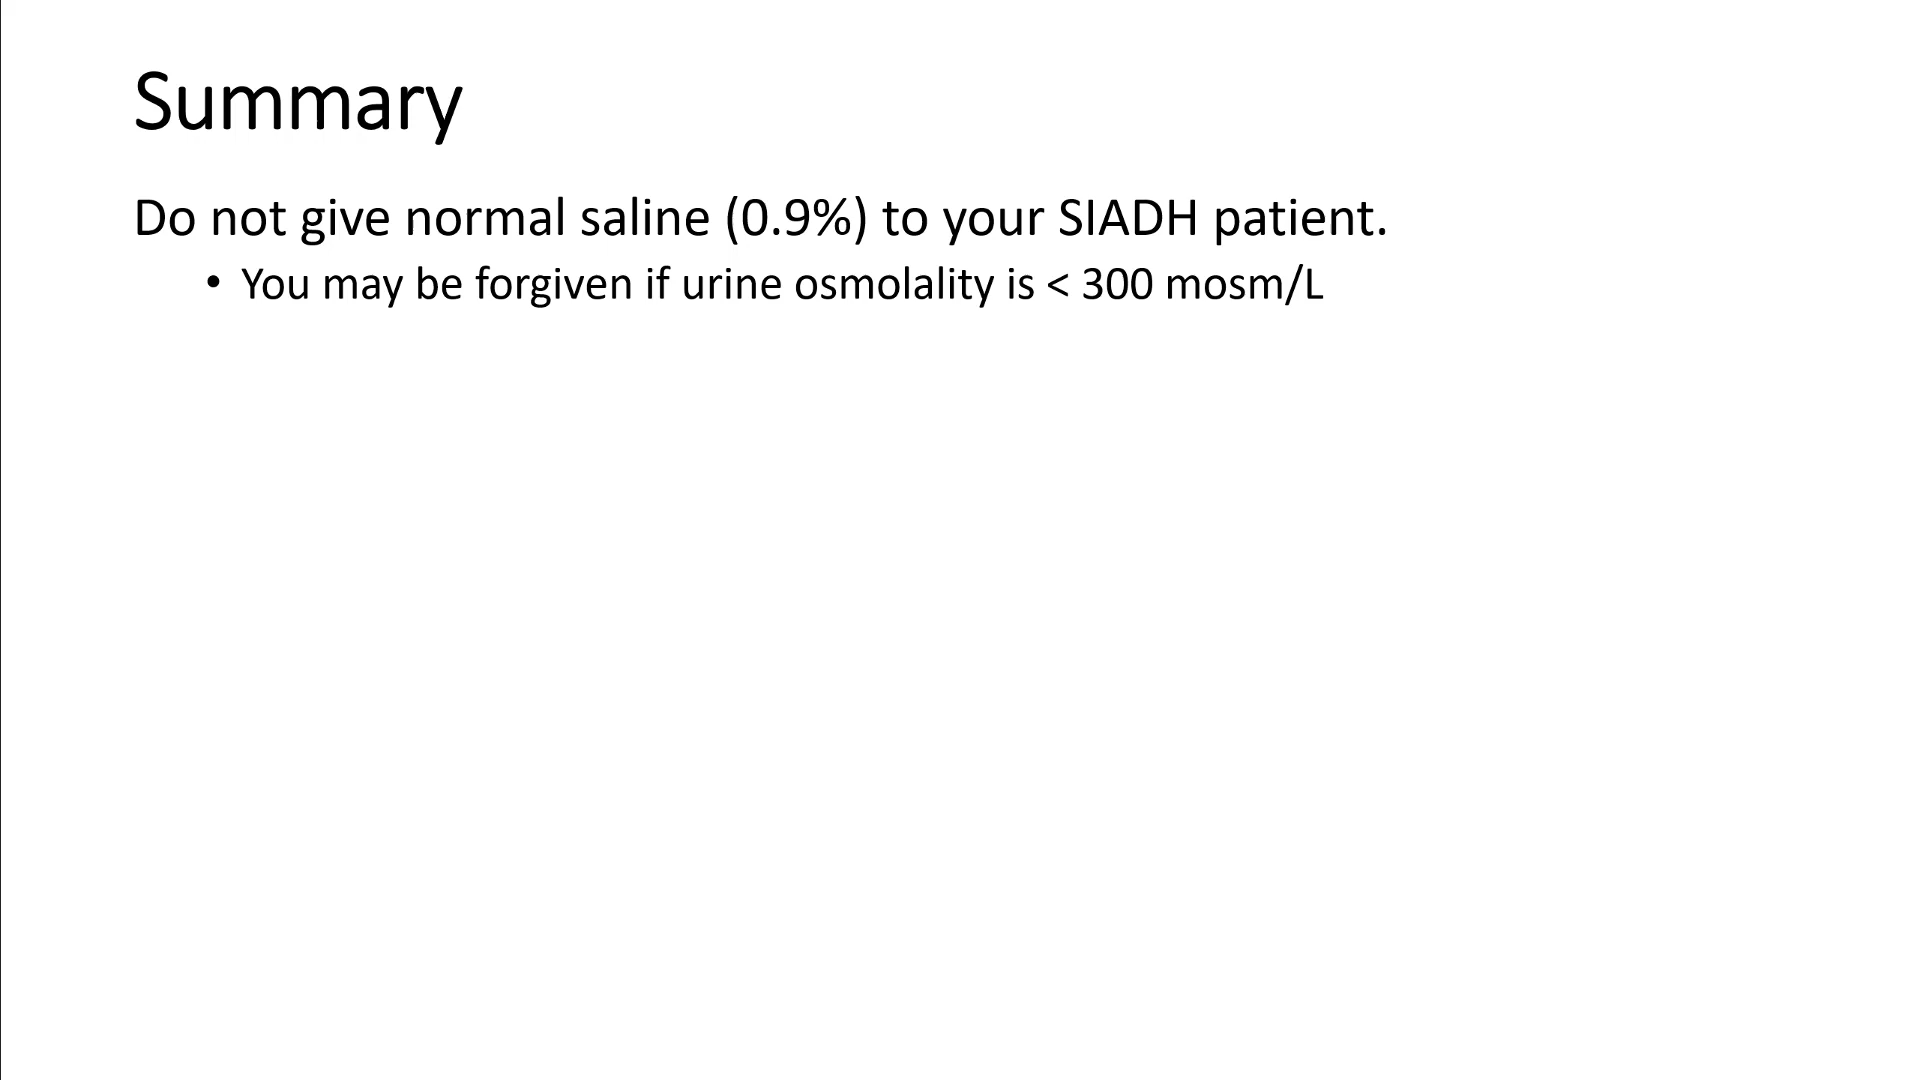 Summary
Do not give normal saline (0.9%) to your SIADH patient.
• You may be forgiven if urine osmolality is < 300 mosm/L